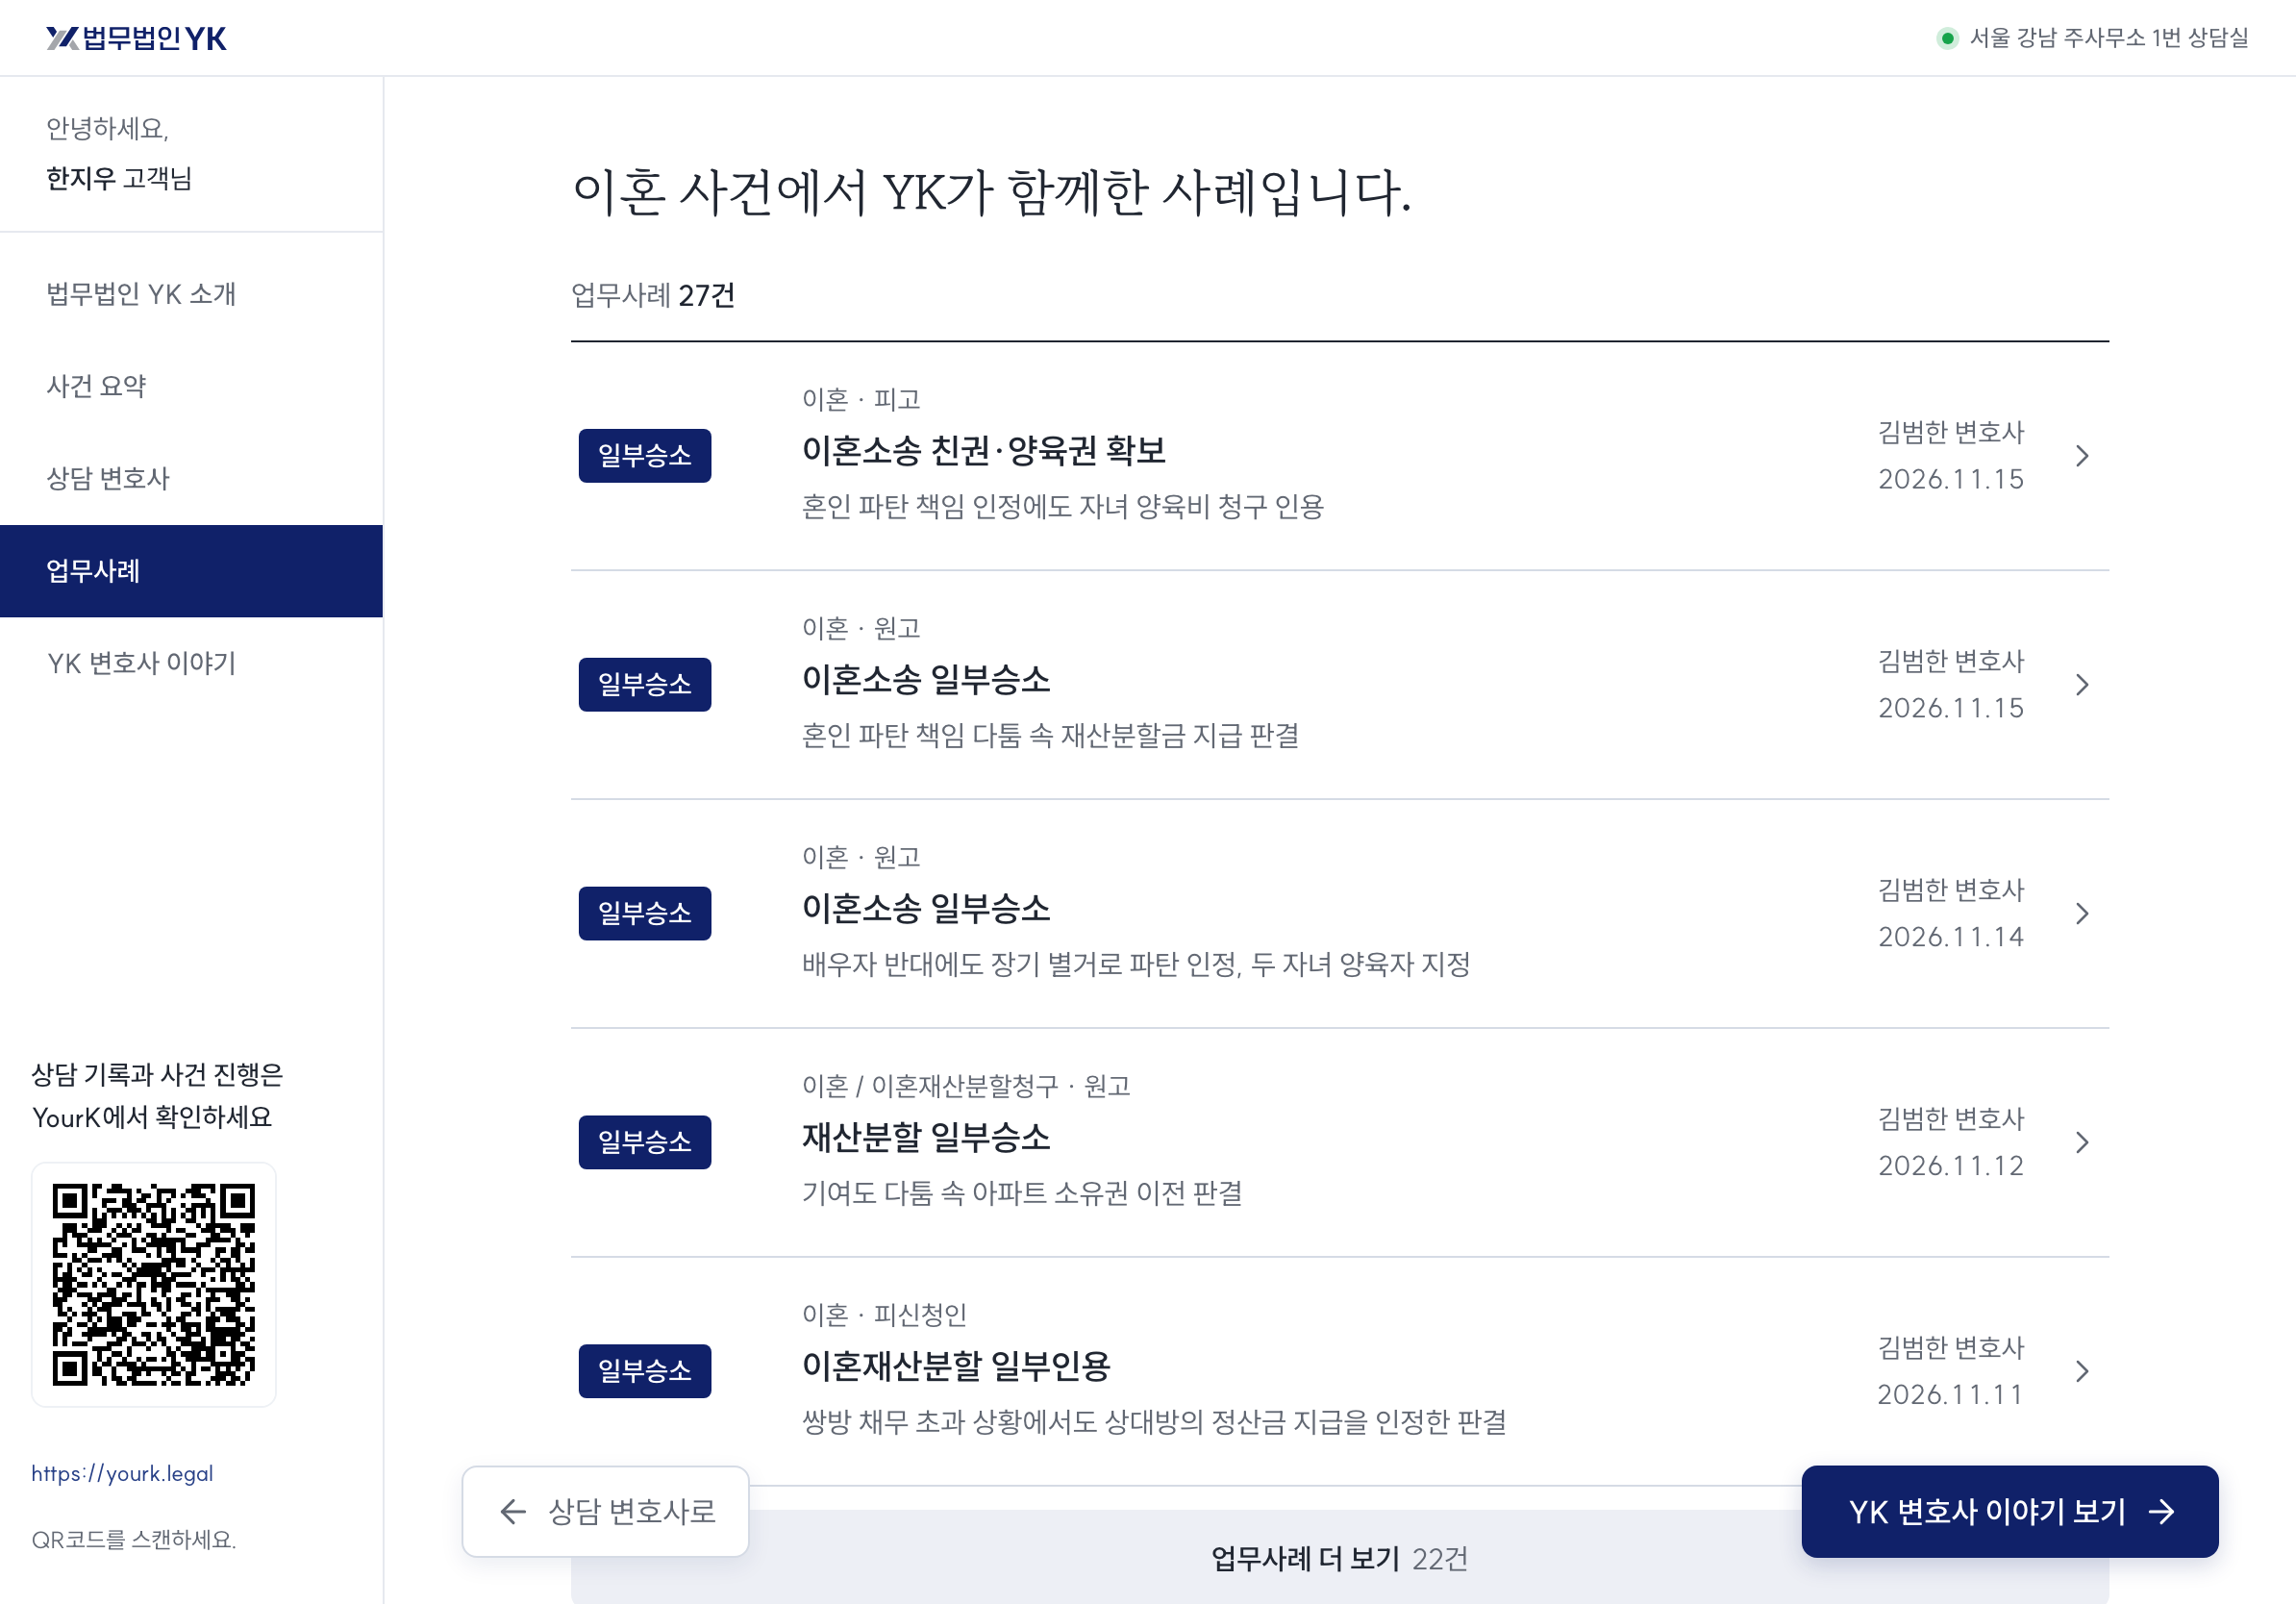 법무법인 YK
서울 강남 주사무소 1번 상담실
안녕하세요,
한지우 고객님
법무법인 YK 소개
사건 요약
상담 변호사
업무사례
YK 변호사 이야기
상담 기록과 사건 진행은
YourK에서 확인하세요
https://yourk.legal
QR코드를 스캔하세요.
이혼 사건에서 YK가 함께한 사례입니다.
업무사례 27건
일부승소
이혼 · 피고
이혼소송 친권·양육권 확보
혼인 파탄 책임 인정에도 자녀 양육비 청구 인용
김범한 변호사
2026.11.15
일부승소
이혼 · 원고
이혼소송 일부승소
혼인 파탄 책임 다툼 속 재산분할금 지급 판결
김범한 변호사
2026.11.15
일부승소
이혼 · 원고
이혼소송 일부승소
배우자 반대에도 장기 별거로 파탄 인정, 두 자녀 양육자 지정
김범한 변호사
2026.11.14
일부승소
이혼 / 이혼재산분할청구 · 원고
재산분할 일부승소
기여도 다툼 속 아파트 소유권 이전 판결
김범한 변호사
2026.11.12
일부승소
이혼 · 피신청인
이혼재산분할 일부인용
쌍방 채무 초과 상황에서도 상대방의 정산금 지급을 인정한 판결
김범한 변호사
2026.11.11
상담 변호사로
YK 변호사 이야기 보기
업무사례 더 보기 22건